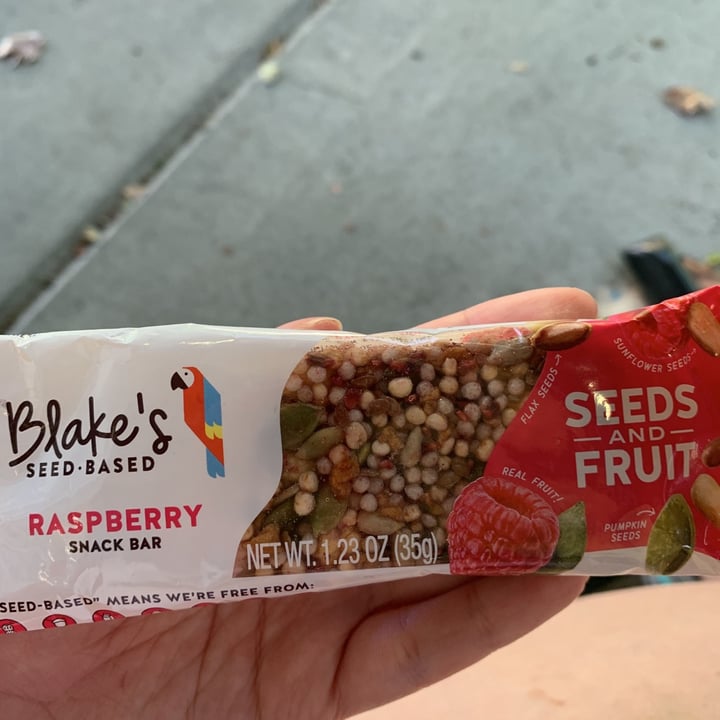 Blake's
SEED·BASED
RASPBERRY
SNACK BAR
SEED-BASED" MEANS WE'RE FREE FROM:
NET WT. 1.23 OZ (35g)
FLAX SEEDS
SUNFLOWER SEEDS
SEEDS
AND
FRUIT
REAL FRUIT!
PUMPKIN
SEEDS